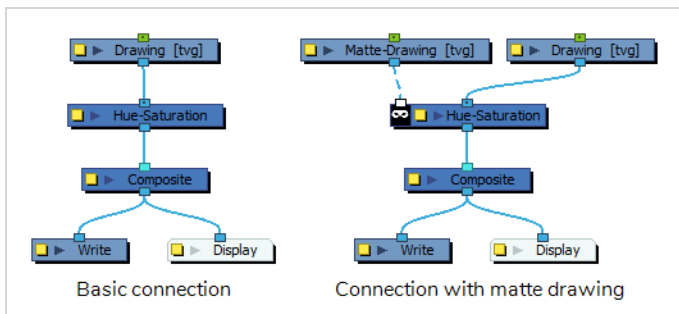 Drawing [tvg]
Hue-Saturation
Composite
Write
Display
Basic connection
Matte-Drawing [tvg]
Drawing [tvg]
Hue-Saturation
Composite
Write
Display
Connection with matte drawing